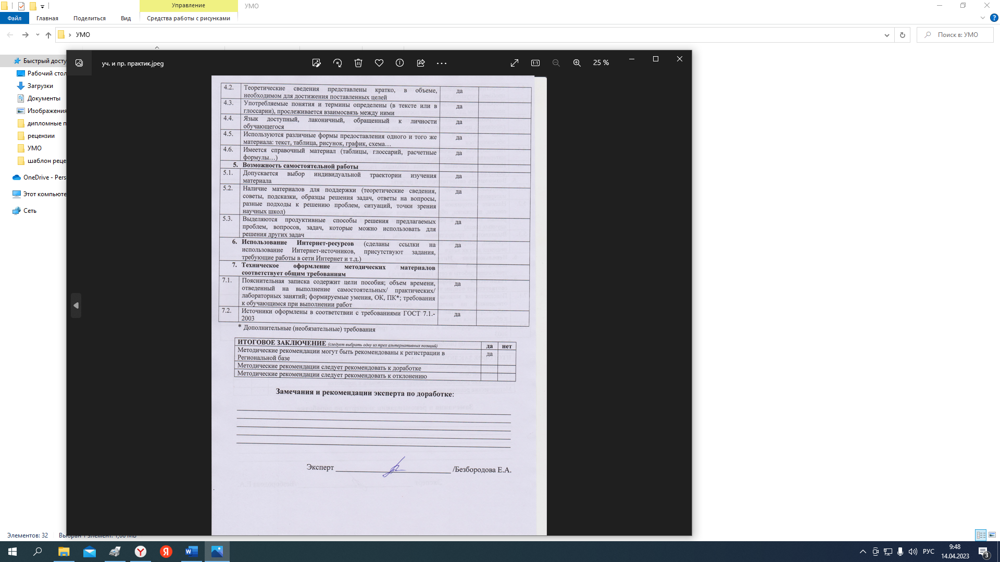 Управление
УМО
Файл
Главная
Поделиться
Вид
Средства работы с рисунками
УМО
Поиск в: УМО
Быстрый досту
Рабочий стол
Загрузки
Документы
Изображения
дипломные п
рецензии
УМО
шаблон реце
OneDrive - Pers
Этот компьюте
Сеть
уч. и пр. практик.jpeg
1:1
25 %
4.2. Теоретические сведения представлены кратко, в объеме, да
необходимом для достижения поставленных целей
4.3. Употребляемые понятия и термины определены (в тексте или в да
глоссарии), прослеживается взаимосвязь между ними
4.4. Язык доступный, лаконичный, обращенный к личности да
обучающегося
4.5. Используются различные формы предоставления одного и того же да
материала: текст, таблица, рисунок, график, схема…
4.6. Имеется справочный материал (таблицы, глоссарий, расчетные да
формулы…)
5. Возможность самостоятельной работы
5.1. Допускается выбор индивидуальной траектории изучения да
материала
5.2. Наличие материалов для поддержки (теоретические сведения, да
советы, подсказки, образцы решения задач, ответы на вопросы,
разные подходы к решению проблем, ситуаций, точки зрения
научных школ)
5.3. Выделяются продуктивные способы решения предлагаемых да
проблем, вопросов, задач, которые можно использовать для
решения других задач
6. Использование Интернет-ресурсов (сделаны ссылки на да
использование Интернет-источников, присутствуют задания,
требующие работы в сети Интернет и т.д.)
7. Техническое оформление методических материалов
соответствует общим требованиям
7.1. Пояснительная записка содержит цели пособия; объем времени, да
отведенный на выполнение самостоятельных/ практических/
лабораторных занятий; формируемые умения, ОК, ПК*; требования
к обучающимся при выполнении работ
7.2. Источники оформлены в соответствии с требованиями ГОСТ 7.1.- да
2003
* Дополнительные (необязательные) требования
ИТОГОВОЕ ЗАКЛЮЧЕНИЕ (следует выбрать одну из трех альтернативных позиций) да нет
Методические рекомендации могут быть рекомендованы к регистрации в да
Региональной базе
Методические рекомендации следует рекомендовать к доработке
Методические рекомендации следует рекомендовать к отклонению
Замечания и рекомендации эксперта по доработке:
Эксперт /Безбородова Е.А.
Элементов: 32
Выбран 1 элемент: 1,00 МБ
РУС
9:48
14.04.2023
3